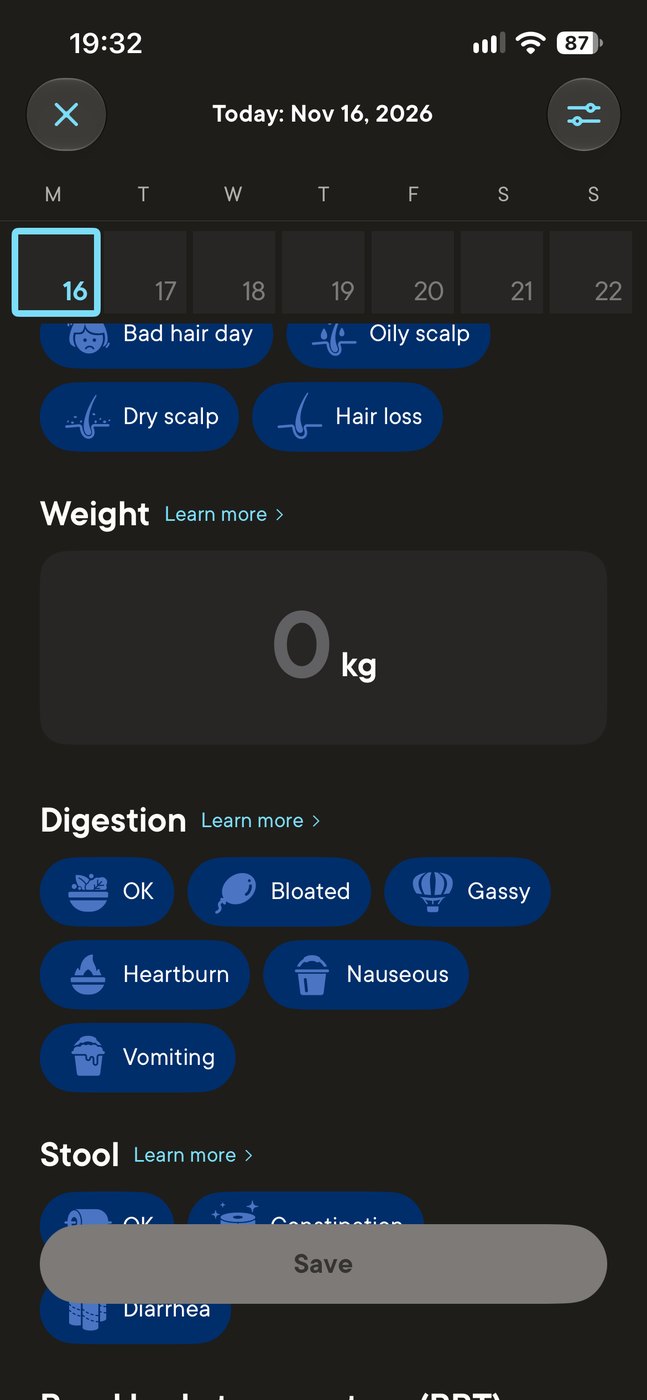 19:32
87
Today: Nov 16, 2026
M T W T F S S
16 17 18 19 20 21 22
Bad hair day Oily scalp
Dry scalp Hair loss
Weight Learn more
0 kg
Digestion Learn more
OK Bloated Gassy
Heartburn Nauseous
Vomiting
Stool Learn more
OK Constipation
Save
Diarrhea